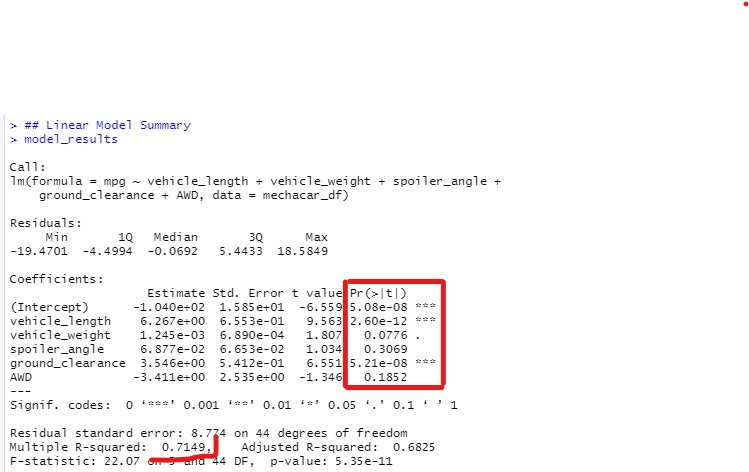 > ## Linear Model Summary
> model_results
Call:
lm(formula = mpg ~ vehicle_length + vehicle_weight + spoiler_angle +
    ground_clearance + AWD, data = mechacar_df)
Residuals:
     Min       1Q   Median       3Q      Max
-19.4701  -4.4994  -0.0692   5.4433  18.5849
Coefficients:
                   Estimate Std. Error t value Pr(>|t|)
(Intercept)      -1.040e+02  1.585e+01  -6.559 5.08e-08 ***
vehicle_length    6.267e+00  6.553e-01   9.563 2.60e-12 ***
vehicle_weight    1.245e-03  6.890e-04   1.807   0.0776 .
spoiler_angle     6.877e-02  6.653e-02   1.034   0.3069
ground_clearance  3.546e+00  5.412e-01   6.551 5.21e-08 ***
AWD              -3.411e+00  2.535e+00  -1.346   0.1852
---
Signif. codes:  0 ‘***’ 0.001 ‘**’ 0.01 ‘*’ 0.05 ‘.’ 0.1 ‘ ’ 1
Residual standard error: 8.774 on 44 degrees of freedom
Multiple R-squared:  0.7149,	Adjusted R-squared:  0.6825
F-statistic: 22.07 on 5 and 44 DF,  p-value: 5.35e-11